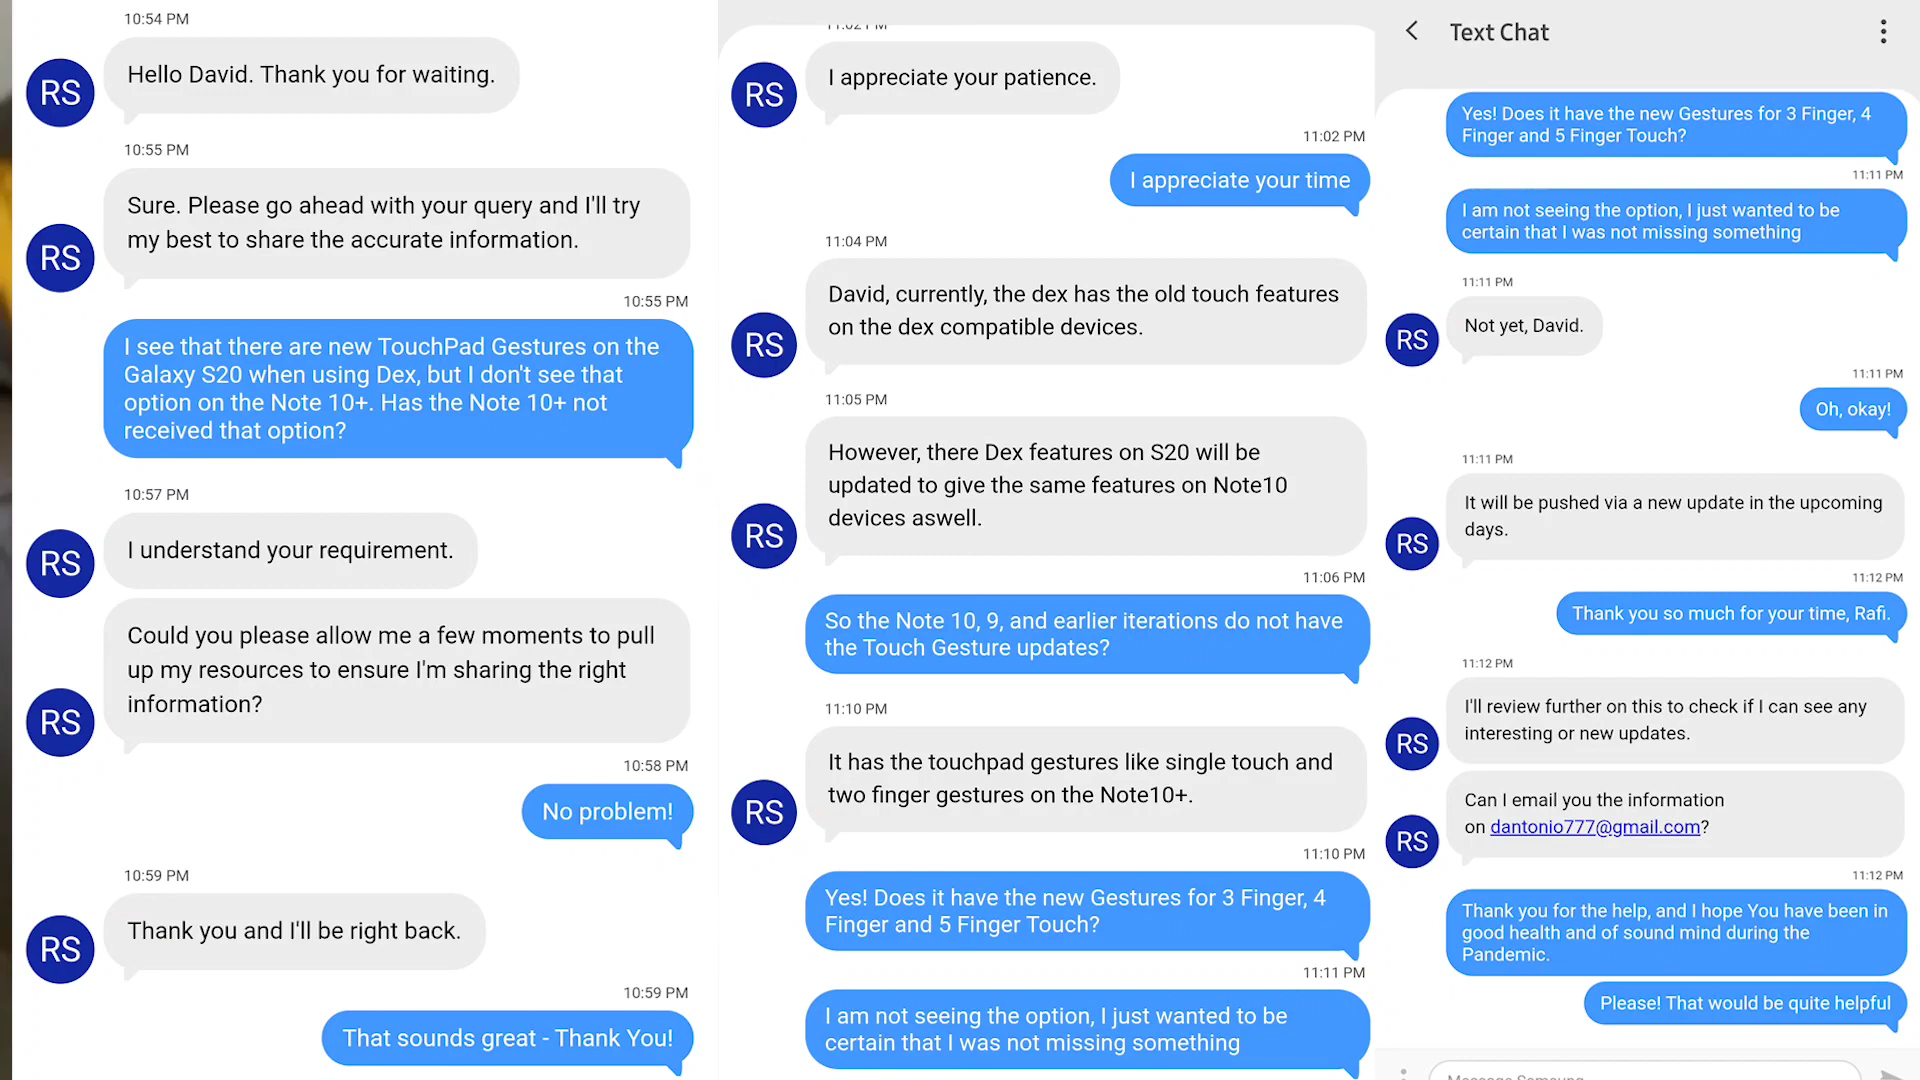 10:54 PM
RS
Hello David. Thank you for waiting.
10:55 PM
RS
Sure. Please go ahead with your query and I'll try
my best to share the accurate information.
10:55 PM
I see that there are new TouchPad Gestures on the
Galaxy S20 when using Dex, but I don't see that
option on the Note 10+. Has the Note 10+ not
received that option?
10:57 PM
RS
I understand your requirement.
RS
Could you please allow me a few moments to pull
up my resources to ensure I'm sharing the right
information?
10:58 PM
No problem!
10:59 PM
RS
Thank you and I'll be right back.
10:59 PM
That sounds great - Thank You!
11:02 PM
RS
I appreciate your patience.
11:02 PM
I appreciate your time
11:04 PM
RS
David, currently, the dex has the old touch features
on the dex compatible devices.
11:05 PM
RS
However, there Dex features on S20 will be
updated to give the same features on Note10
devices aswell.
11:06 PM
So the Note 10, 9, and earlier iterations do not have
the Touch Gesture updates?
11:10 PM
RS
It has the touchpad gestures like single touch and
two finger gestures on the Note10+.
11:10 PM
Yes! Does it have the new Gestures for 3 Finger, 4
Finger and 5 Finger Touch?
11:11 PM
I am not seeing the option, I just wanted to be
certain that I was not missing something
Text Chat
Yes! Does it have the new Gestures for 3 Finger, 4
Finger and 5 Finger Touch?
11:11 PM
I am not seeing the option, I just wanted to be
certain that I was not missing something
11:11 PM
RS
Not yet, David.
11:11 PM
Oh, okay!
11:11 PM
RS
It will be pushed via a new update in the upcoming
days.
11:12 PM
Thank you so much for your time, Rafi.
11:12 PM
RS
I'll review further on this to check if I can see any
interesting or new updates.
RS
Can I email you the information
on dantonio777@gmail.com?
11:12 PM
Thank you for the help, and I hope You have been in
good health and of sound mind during the
Pandemic.
Please! That would be quite helpful
Message Samsung